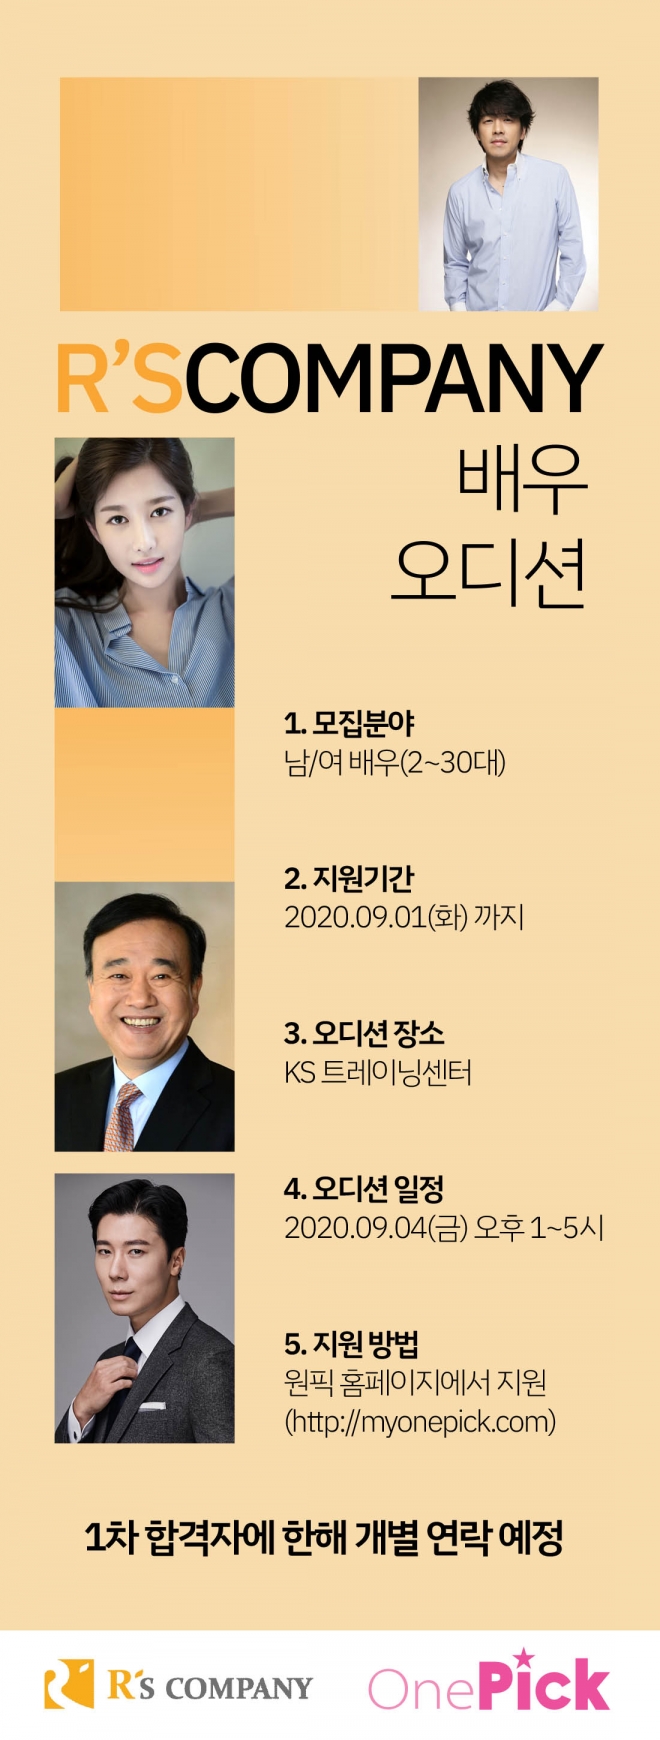 R'SCOMPANY
배우
오디션
1. 모집분야
남/여 배우(2~30대)
2. 지원기간
2020.09.01(화) 까지
3. 오디션 장소
KS 트레이닝센터
4. 오디션 일정
2020.09.04(금) 오후 1~5시
5. 지원 방법
원픽 홈페이지에서 지원
(http://myonepick.com)
1차 합격자에 한해 개별 연락 예정
R'S COMPANY
OnePick